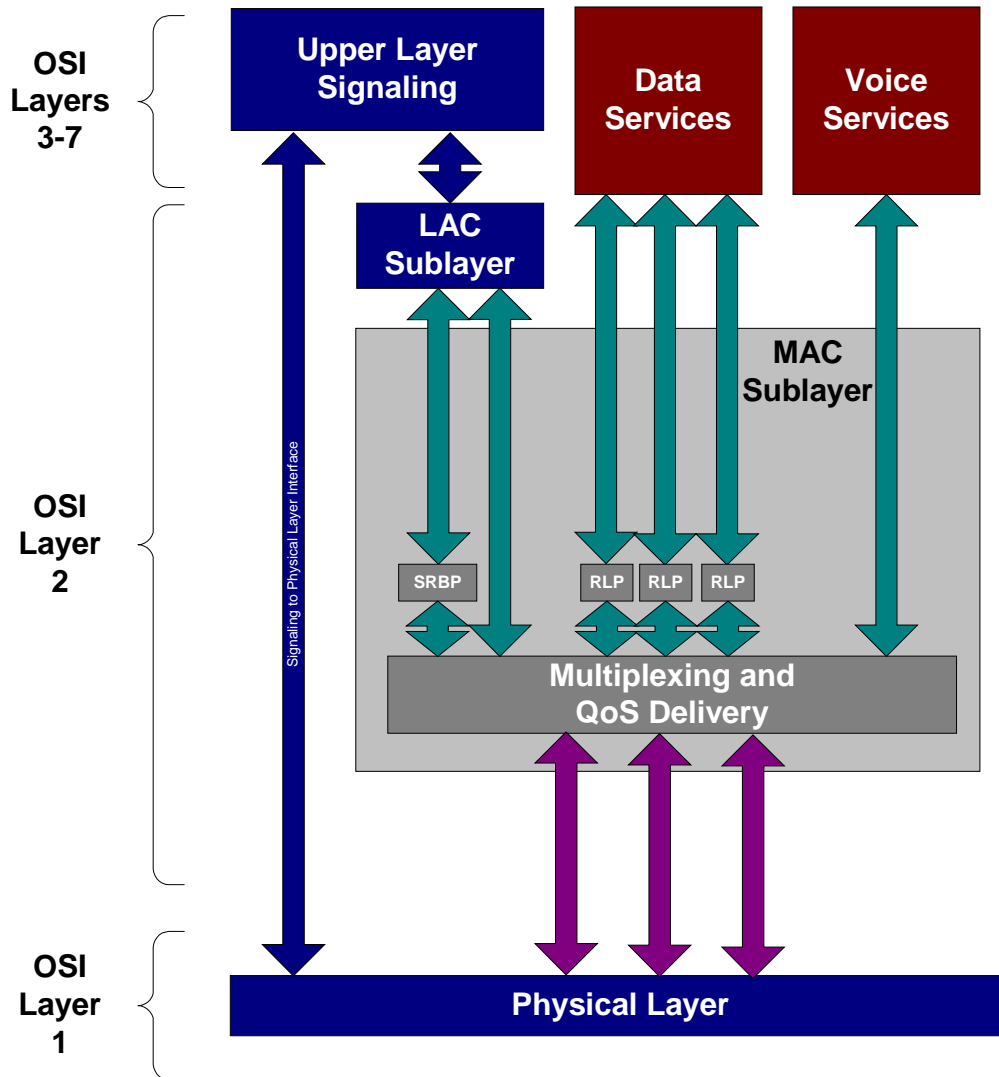 OSI
Layers
3-7
Upper Layer
Signaling
Data
Services
Voice
Services
LAC
Sublayer
MAC
Sublayer
OSI
Layer
2
Signaling to Physical Layer Interface
SRBP
RLP
RLP
RLP
Multiplexing and
QoS Delivery
OSI
Layer
1
Physical Layer